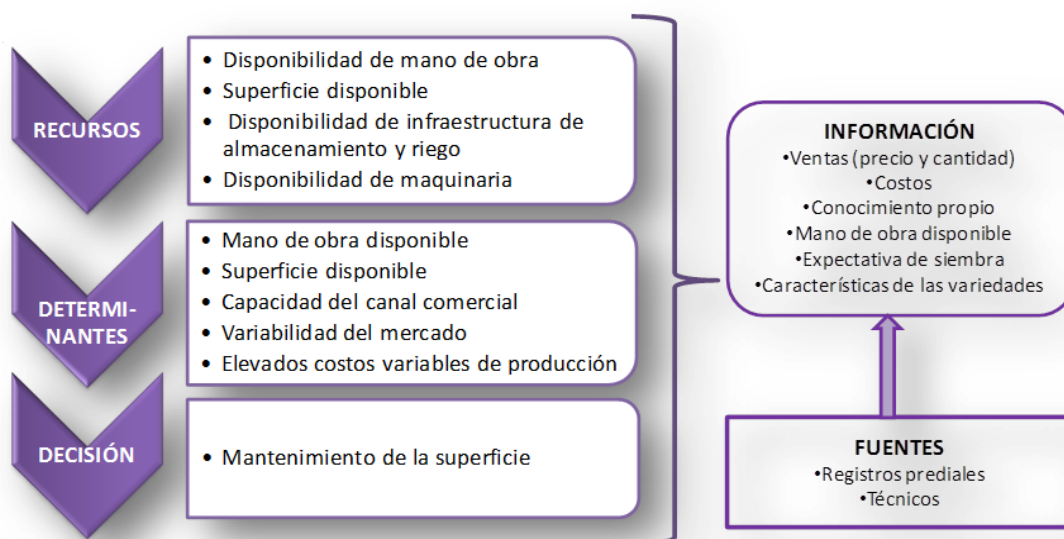 RECURSOS
• Disponibilidad de mano de obra
• Superficie disponible
• Disponibilidad de infraestructura de
almacenamiento y riego
• Disponibilidad de maquinaria
DETERMI-
NANTES
• Mano de obra disponible
• Superficie disponible
• Capacidad del canal comercial
• Variabilidad del mercado
• Elevados costos variables de producción
DECISIÓN
• Mantenimiento de la superficie
INFORMACIÓN
•Ventas (precio y cantidad)
•Costos
•Conocimiento propio
•Mano de obra disponible
•Expectativa de siembra
•Características de las variedades
FUENTES
•Registros prediales
•Técnicos